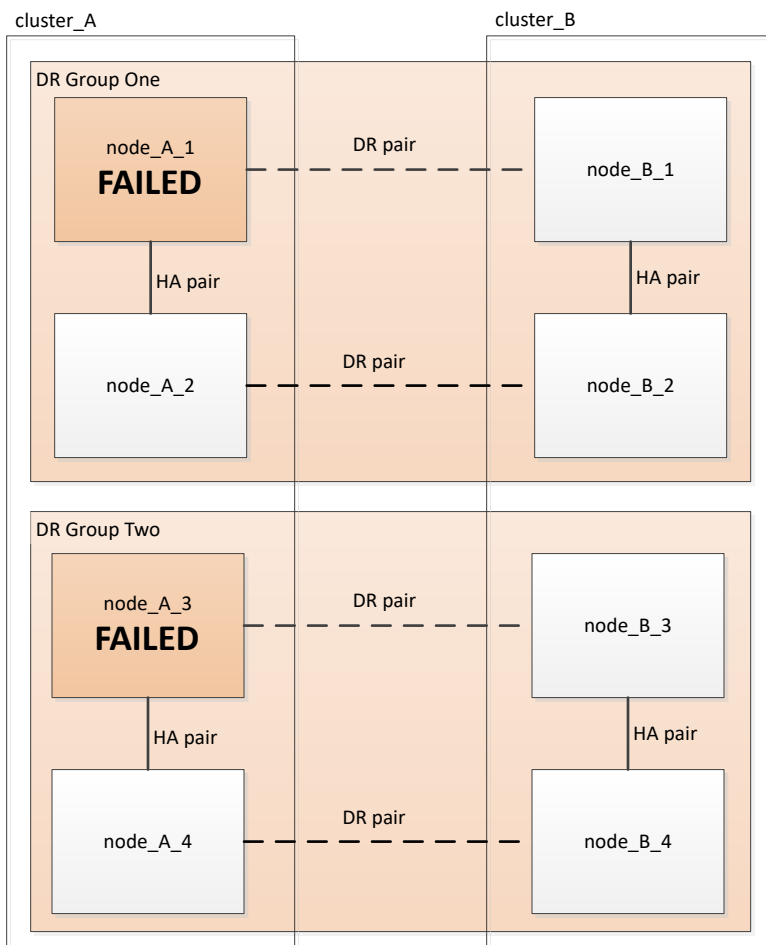 cluster_A
cluster_B
DR Group One
node_A_1
FAILED
DR pair
node_B_1
HA pair
HA pair
node_A_2
DR pair
node_B_2
DR Group Two
node_A_3
FAILED
DR pair
node_B_3
HA pair
HA pair
node_A_4
DR pair
node_B_4